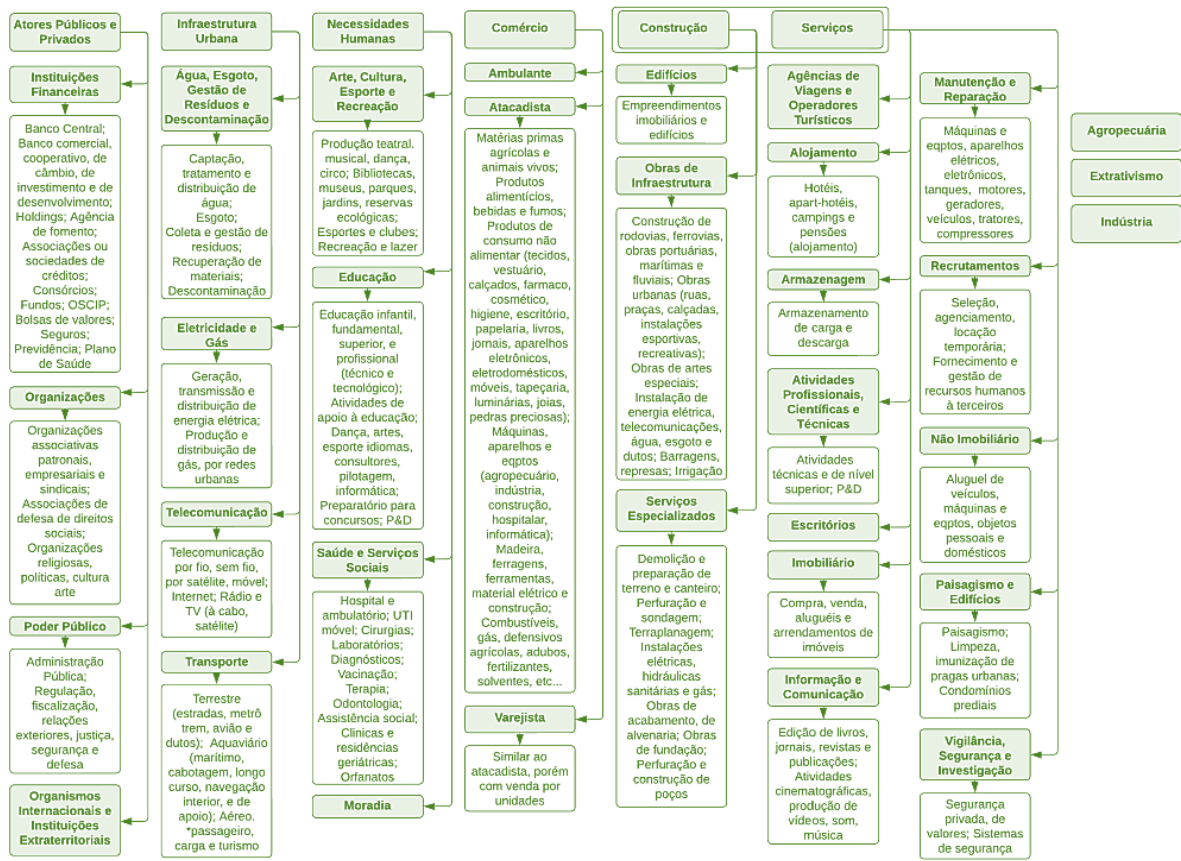 Atores Públicos e
Privados
Instituições
Financeiras
Banco Central;
Banco comercial,
cooperativo, de
câmbio, de
investimento e de
desenvolvimento;
Holdings; Agência
de fomento;
Associações ou
sociedades de
créditos;
Consórcios;
Fundos; OSCIP;
Bolsas de valores;
Seguros;
Previdência; Plano
de Saúde
Organizações
Organizações
associativas
patronais,
empresariais e
sindicais;
Associações de
defesa de direitos
sociais;
Organizações
religiosas,
políticas, cultura
arte
Poder Público
Administração
Pública;
Regulação,
fiscalização,
relações
exteriores, justiça,
segurança e
defesa
Organismos
Internacionais e
Instituições
Extraterritoriais
Infraestrutura
Urbana
Água, Esgoto,
Gestão de
Resíduos e
Descontaminação
Captação,
tratamento e
distribuição de
água;
Esgoto;
Coleta e gestão de
resíduos;
Recuperação de
materiais;
Descontaminação
Eletricidade e
Gás
Geração,
transmissão e
distribuição de
energia elétrica;
Produção e
distribuição de
gás, por redes
urbanas
Telecomunicação
Telecomunicação
por fio, sem fio,
por satélite, móvel;
Internet; Rádio e
TV (à cabo,
satélite)
Transporte
Terrestre
(estradas, metrô
trem, avião e
dutos); Aquaviário
(marítimo,
cabotagem, longo
curso, navegação
interior, e de
apoio); Aéreo.
*passageiro,
carga e turismo
Necessidades
Humanas
Arte, Cultura,
Esporte e
Recreação
Produção teatral.
musical, dança,
circo; Bibliotecas,
museus, parques,
jardins, reservas
ecológicas;
Esportes e clubes;
Recreação e lazer
Educação
Educação infantil,
fundamental,
superior, e
profissional
(técnico e
tecnológico);
Atividades de
apoio à educação;
Dança, artes,
esporte idiomas,
consultores,
pilotagem,
informática;
Preparatório para
concursos; P&D
Saúde e Serviços
Sociais
Hospital e
ambulatório; UTI
móvel; Cirurgias;
Laboratórios;
Diagnósticos;
Vacinação;
Terapia;
Odontologia;
Assistência social;
Clinicas e
residências
geriátricas;
Orfanatos
Moradia
Comércio
Ambulante
Atacadista
Matérias primas
agrícolas e
animais vivos;
Produtos
alimentícios,
bebidas e fumos;
Produtos de
consumo não
alimentar (tecidos,
vestuário,
calçados, farmaco,
cosmético,
higiene, escritório,
papelaria, livros,
jornais, aparelhos
eletrônicos,
eletrodomésticos,
móveis, tapeçaria,
luminárias, joias,
pedras preciosas);
Máquinas,
aparelhos e
eqptos
(agropecuário,
indústria,
construção,
hospitalar,
informática);
Madeira,
ferragens,
ferramentas,
material elétrico e
construção;
Combustíveis,
gás, defensivos
agrícolas, adubos,
fertilizantes,
solventes, etc...
Varejista
Similar ao
atacadista, porém
com venda por
unidades
Construção
Edifícios
Empreendimentos
imobiliários e
edifícios
Obras de
Infraestrutura
Construção de
rodovias, ferrovias,
obras portuárias,
marítimas e
fluviais; Obras
urbanas (ruas,
praças, calçadas,
instalações
esportivas,
recreativas);
Obras de artes
especiais;
Instalação de
energia elétrica,
telecomunicações,
água, esgoto e
dutos; Barragens,
represas; Irrigação
Serviços
Especializados
Demolição e
preparação de
terreno e canteiro;
Perfuração e
sondagem;
Terraplanagem;
Instalações
elétricas,
hidráulicas
sanitárias e gás;
Obras de
acabamento, de
alvenaria; Obras
de fundação;
Perfuração e
construção de
poços
Serviços
Agências de
Viagens e
Operadores
Turísticos
Alojamento
Hotéis,
apart-hotéis,
campings e
pensões
(alojamento)
Armazenagem
Armazenamento
de carga e
descarga
Atividades
Profissionais,
Científicas e
Técnicas
Atividades
técnicas e de nível
superior; P&D
Escritórios
Imobiliário
Compra, venda,
aluguéis e
arrendamentos de
imóveis
Informação e
Comunicação
Edição de livros,
jornais, revistas e
publicações;
Atividades
cinematográficas,
produção de
vídeos, som,
música
Manutenção e
Reparação
Máquinas e
eqptos, aparelhos
elétricos,
eletrônicos,
tanques, motores,
geradores,
veículos, tratores,
compressores
Recrutamentos
Seleção,
agenciamento,
locação
temporária;
Fornecimento e
gestão de
recursos humanos
à terceiros
Não Imobiliário
Aluguel de
veículos,
máquinas e
eqptos, objetos
pessoais e
domésticos
Paisagismo e
Edifícios
Paisagismo;
Limpeza,
imunização de
pragas urbanas;
Condomínios
prediais
Vigilância,
Segurança e
Investigação
Segurança
privada, de
valores; Sistemas
de segurança
Agropecuária
Extrativismo
Indústria